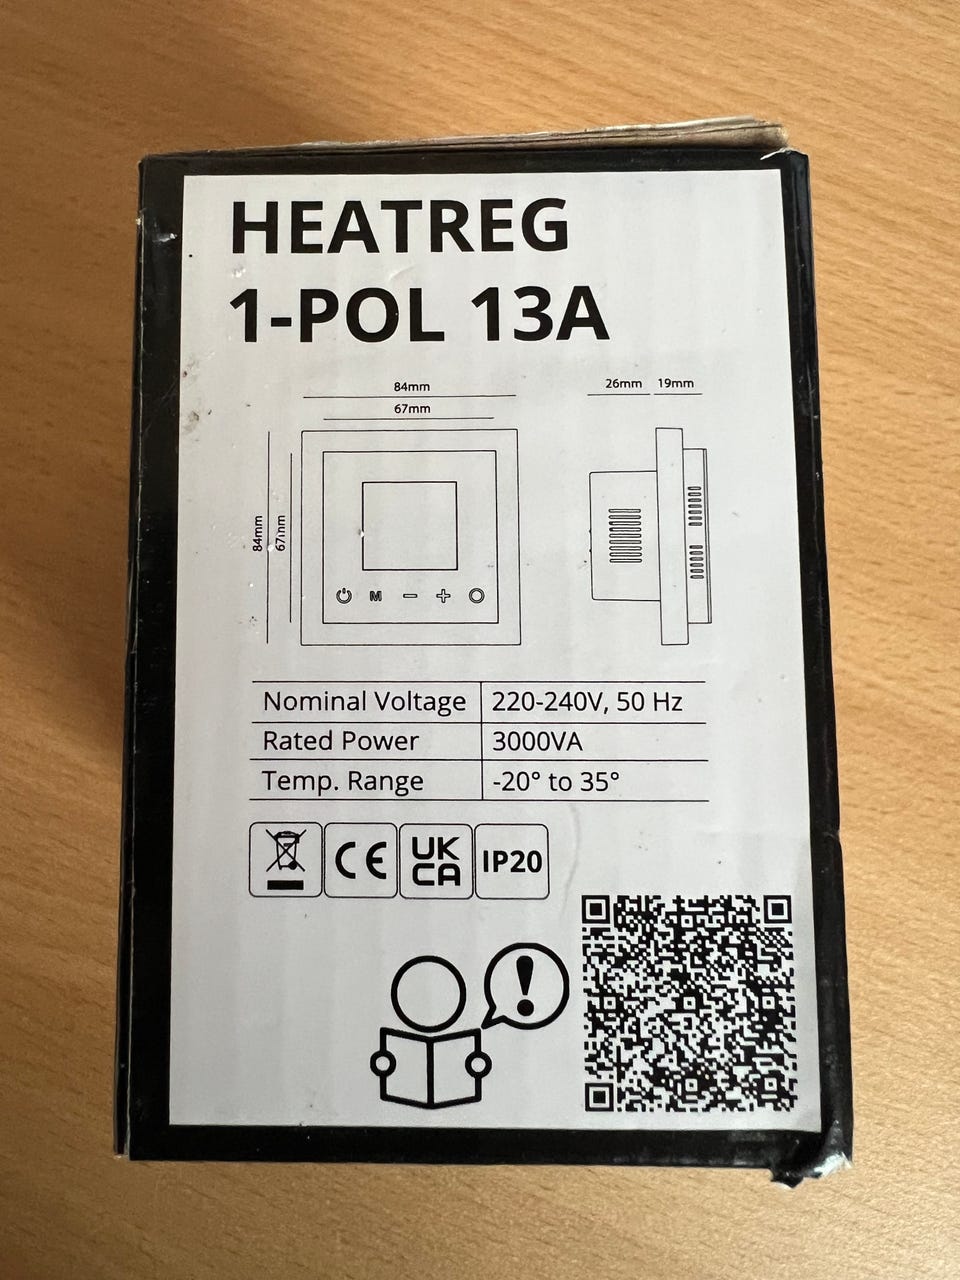 HEATREG
1-POL 13A
84mm
67mm
26mm 19mm
84mm
67mm
M
Nominal Voltage 220-240V, 50 Hz
Rated Power 3000VA
Temp. Range -20° to 35°
CE UK CA IP20
!